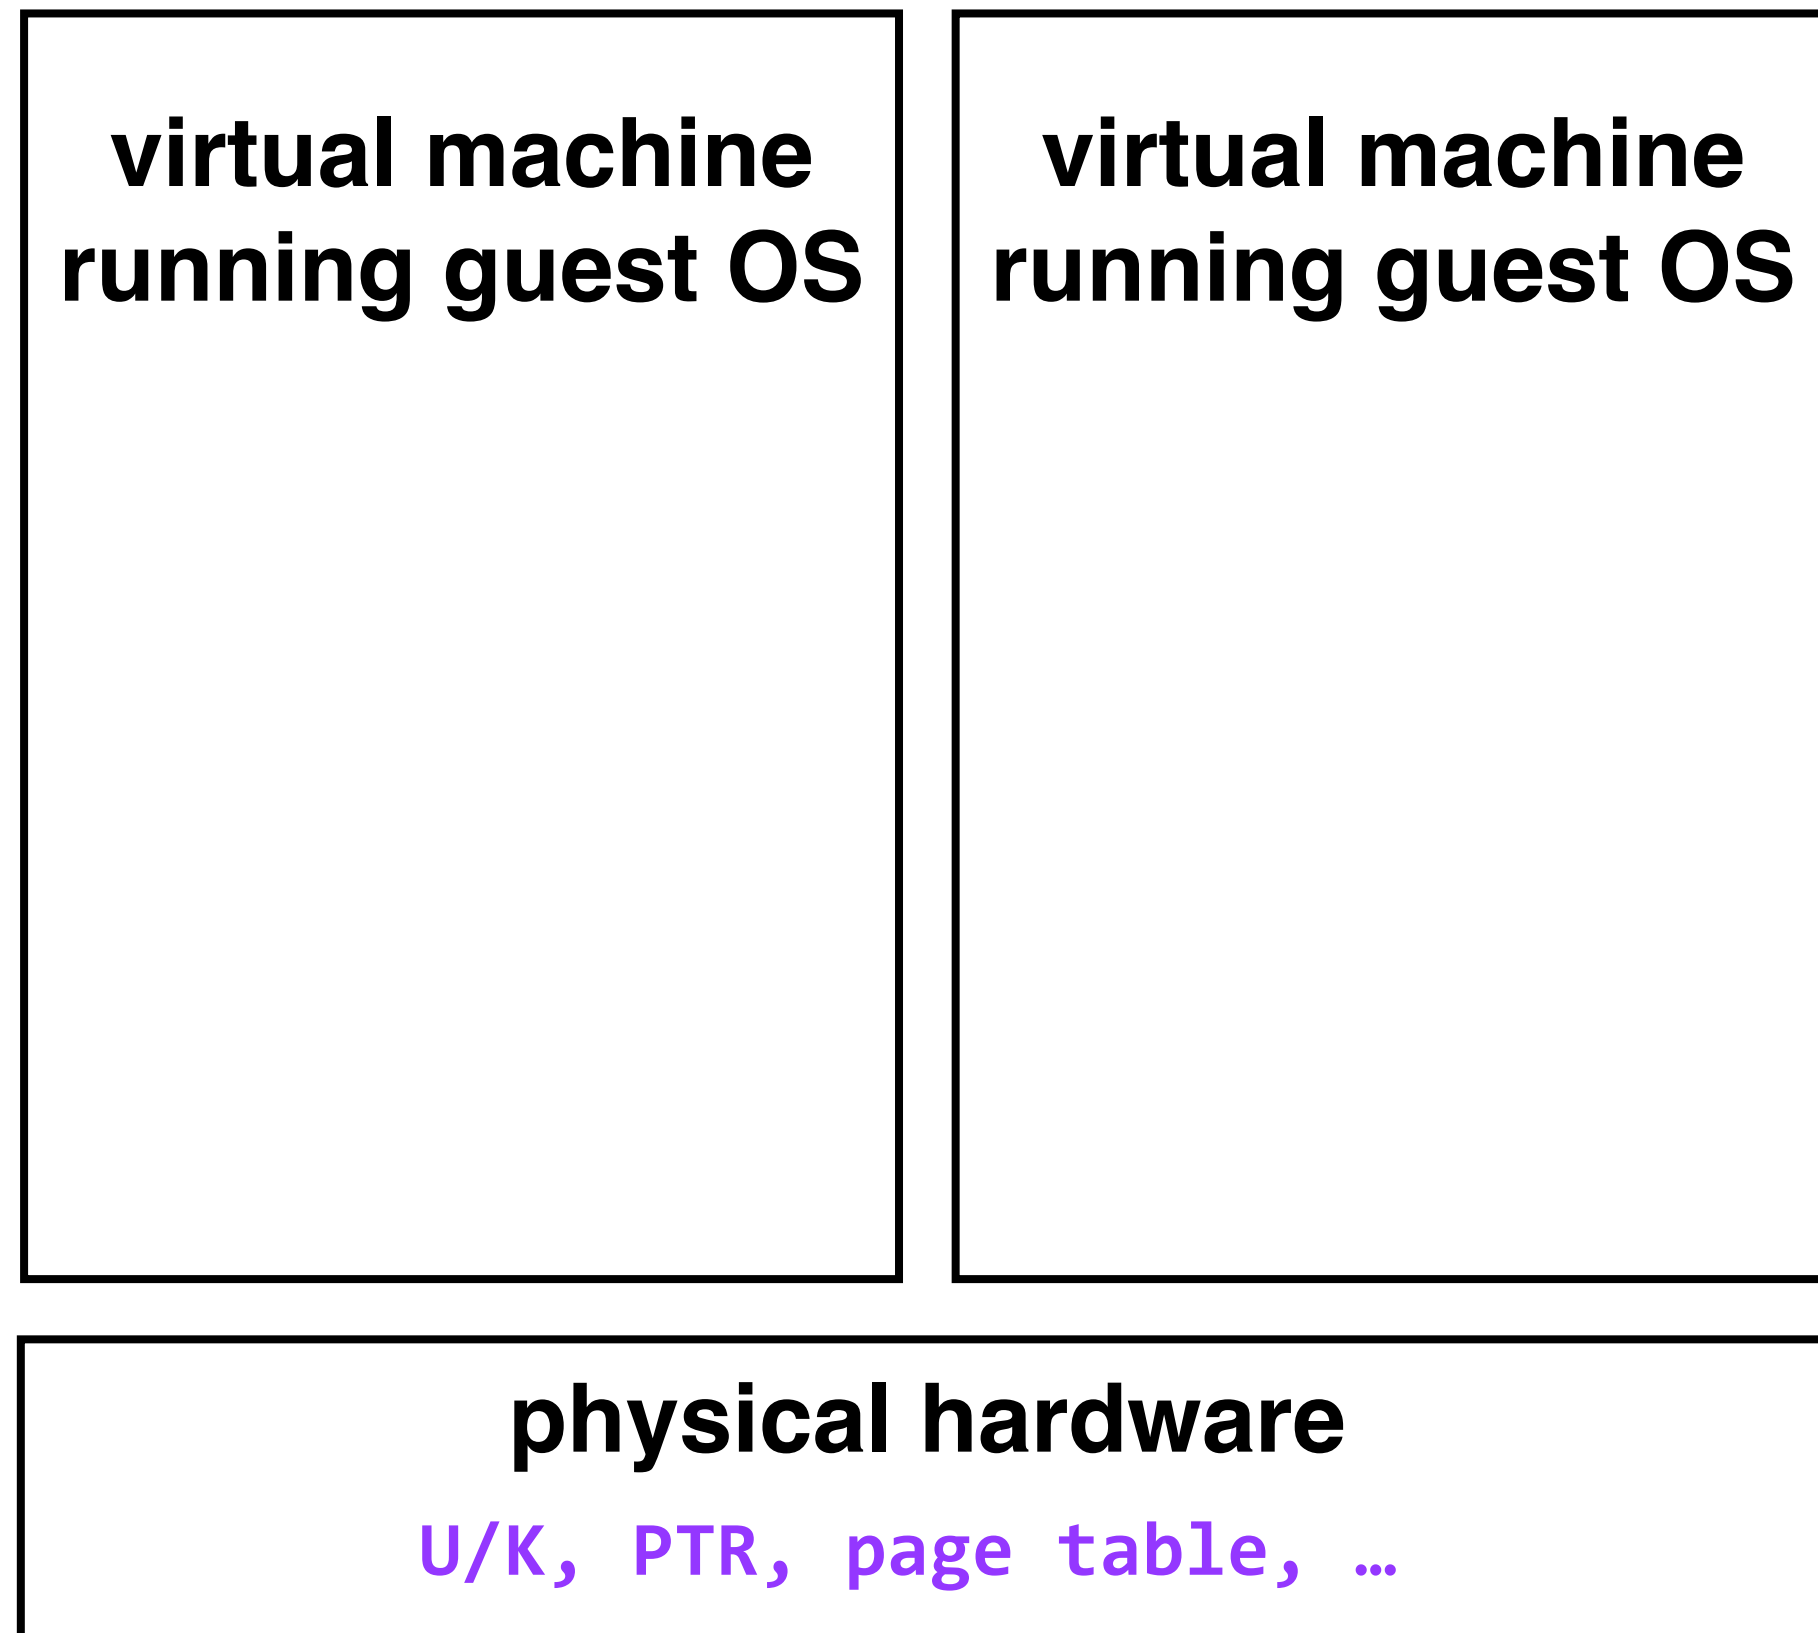 virtual machine
running guest OS
virtual machine
running guest OS
physical hardware
U/K, PTR, page table, …